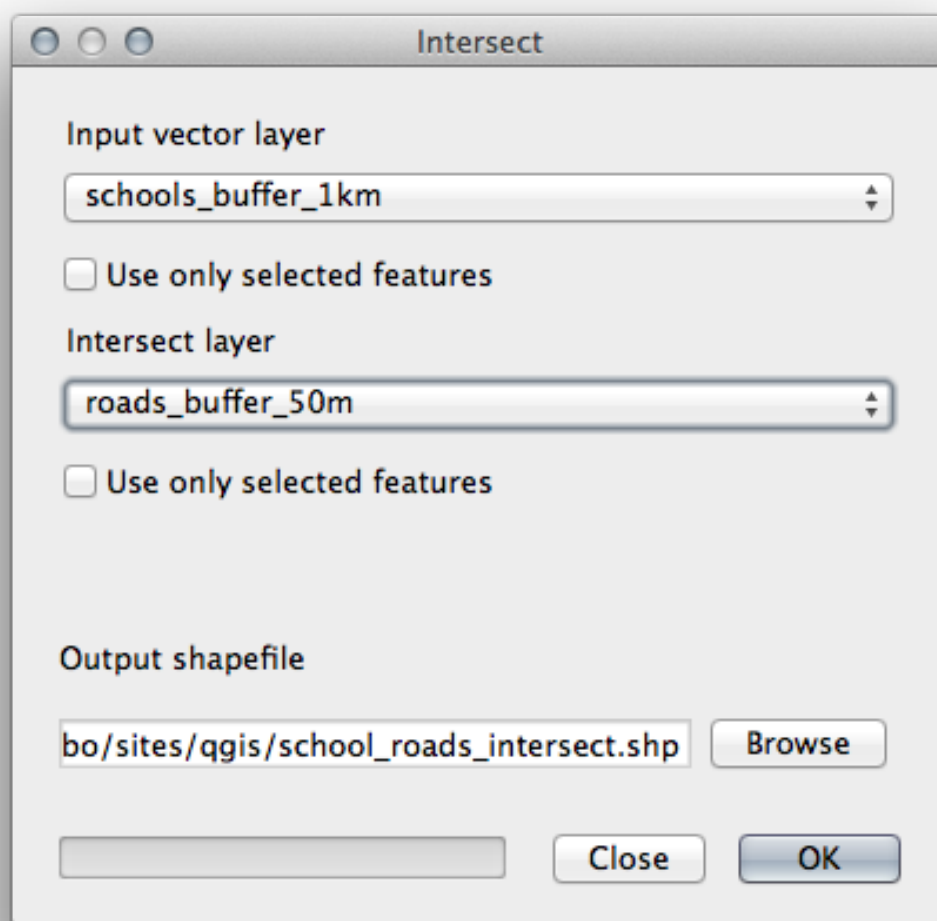 Intersect
Input vector layer
schools_buffer_1km
Use only selected features
Intersect layer
roads_buffer_50m
Use only selected features
Output shapefile
bo/sites/qgis/school_roads_intersect.shp
Browse
Close
OK